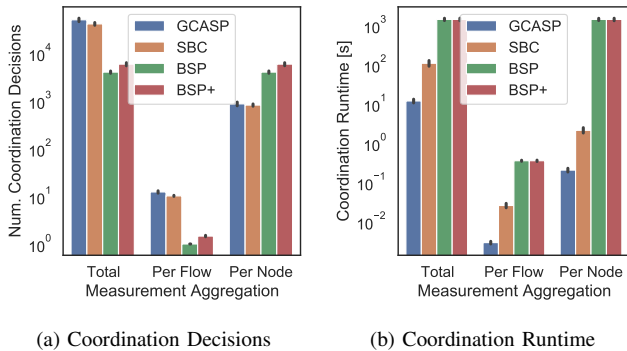 Num. Coordination Decisions
10^4
10^3
10^2
10^1
10^0
GCASP
SBC
BSP
BSP+
Total Per Flow Per Node
Measurement Aggregation
(a) Coordination Decisions
Coordination Runtime [s]
10^3
10^2
10^1
10^0
10^−1
10^−2
GCASP
SBC
BSP
BSP+
Total Per Flow Per Node
Measurement Aggregation
(b) Coordination Runtime